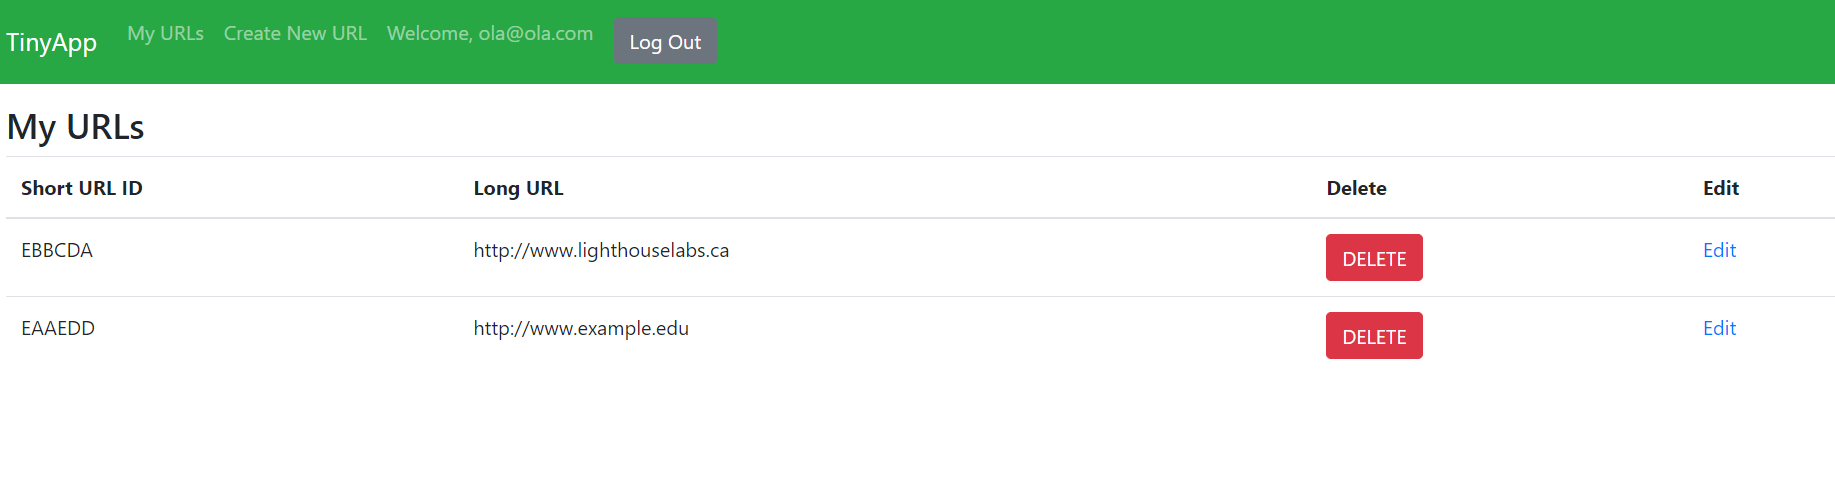 TinyApp My URLs Create New URL Welcome, ola@ola.com Log Out
My URLs
Short URL ID Long URL Delete Edit
EBBCDA http://www.lighthouselabs.ca DELETE Edit
EAAEDD http://www.example.edu DELETE Edit